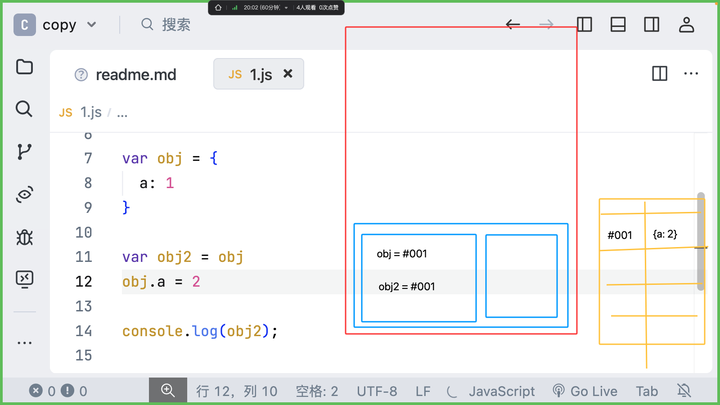 20:02 (60分钟) 4人观看 0次点赞
C copy 搜索
readme.md JS 1.js
JS 1.js / ...
6
7 var obj = {
8 a: 1
9 }
10
11 var obj2 = obj
12 obj.a = 2
13
14 console.log(obj2);
15
obj = #001
obj2 = #001
#001 {a: 2}
0 0 行 12，列 10 空格: 2 UTF-8 LF JavaScript Go Live Tab